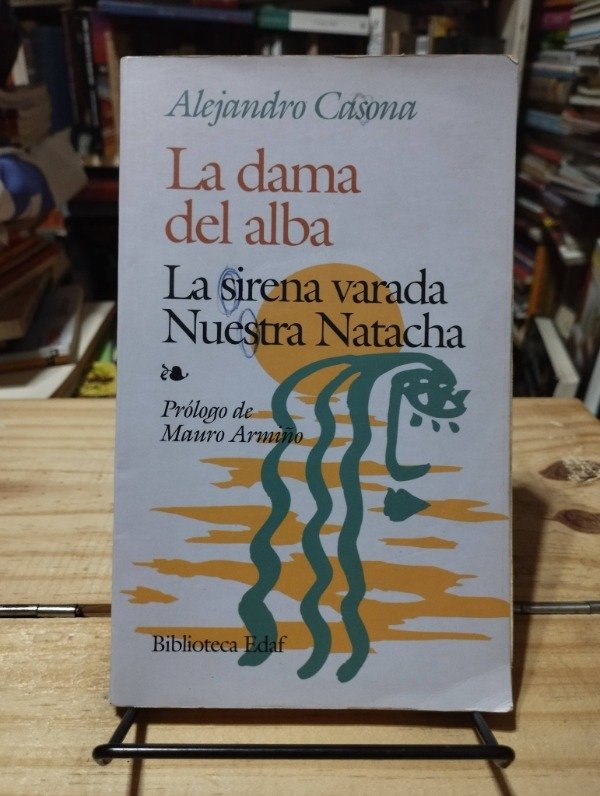 Alejandro Casona
La dama
del alba
La sirena varada
Nuestra Natacha
Prólogo de
Mauro Armiño
Biblioteca Edaf